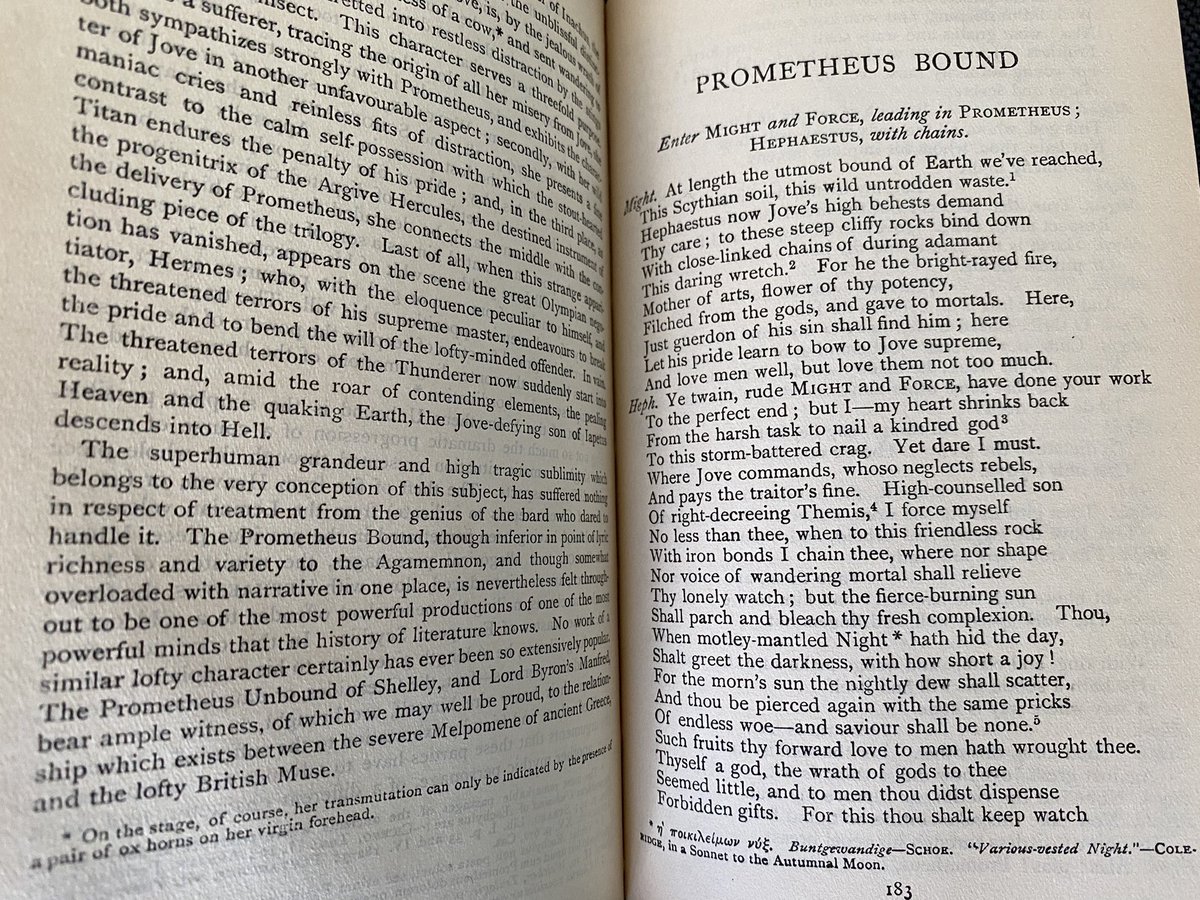 of Inachus, the
the unblissful
love, is, by the jealous
ness of a cow,* and sent wandering
fretted into restless distraction by the
insect. This character serves a threefold purpose
a sufferer, tracing the origin of all her misery from Jove, she
both sympathizes strongly with Prometheus, and exhibits the
ter of Jove in another unfavourable aspect; secondly, with her wild
maniac cries and reinless fits of distraction, she presents a fine
contrast to the calm self-possession with which the stout-hearted
Titan endures the penalty of his pride; and, in the third place, as
the progenitrix of the Argive Hercules, the destined instrument of
the delivery of Prometheus, she connects the middle with the con-
cluding piece of the trilogy. Last of all, when this strange appari-
tion has vanished, appears on the scene the great Olympian nego-
tiator, Hermes; who, with the eloquence peculiar to himself, and
the threatened terrors of his supreme master, endeavours to break
the pride and to bend the will of the lofty-minded offender. In vain.
The threatened terrors of the Thunderer now suddenly start into
reality; and, amid the roar of contending elements, the pealing
Heaven and the quaking Earth, the Jove-defying son of Iapetus
descends into Hell.
The superhuman grandeur and high tragic sublimity which
belongs to the very conception of this subject, has suffered nothing
in respect of treatment from the genius of the bard who dared to
handle it. The Prometheus Bound, though inferior in point of lyric
richness and variety to the Agamemnon, and though somewhat
overloaded with narrative in one place, is nevertheless felt through-
out to be one of the most powerful productions of one of the most
powerful minds that the history of literature knows. No work of a
similar lofty character certainly has ever been so extensively popular.
The Prometheus Unbound of Shelley, and Lord Byron's Manfred,
bear ample witness, of which we may well be proud, to the relation-
ship which exists between the severe Melpomene of ancient Greece,
and the lofty British Muse.
* On the stage, of course, her transmutation can only be indicated by the presence of
a pair of ox horns on her virgin forehead.
PROMETHEUS BOUND
Enter MIGHT and FORCE, leading in PROMETHEUS;
HEPHAESTUS, with chains.
Might. At length the utmost bound of Earth we've reached,
This Scythian soil, this wild untrodden waste.¹
Hephaestus now Jove's high behests demand
Thy care; to these steep cliffy rocks bind down
With close-linked chains of during adamant
This daring wretch.² For he the bright-rayed fire,
Mother of arts, flower of thy potency,
Filched from the gods, and gave to mortals. Here,
Just guerdon of his sin shall find him; here
Let his pride learn to bow to Jove supreme,
And love men well, but love them not too much.
Heph. Ye twain, rude MIGHT and FORCE, have done your work
To the perfect end; but I—my heart shrinks back
From the harsh task to nail a kindred god³
To this storm-battered crag. Yet dare I must.
Where Jove commands, whoso neglects rebels,
And pays the traitor's fine. High-counselled son
Of right-decreeing Themis,⁴ I force myself
No less than thee, when to this friendless rock
With iron bonds I chain thee, where nor shape
Nor voice of wandering mortal shall relieve
Thy lonely watch; but the fierce-burning sun
Shall parch and bleach thy fresh complexion. Thou,
When motley-mantled Night* hath hid the day,
Shalt greet the darkness, with how short a joy!
For the morn's sun the nightly dew shall scatter,
And thou be pierced again with the same pricks
Of endless woe—and saviour shall be none.⁵
Such fruits thy forward love to men hath wrought thee.
Thyself a god, the wrath of gods to thee
Seemed little, and to men thou didst dispense
Forbidden gifts. For this thou shalt keep watch
* ἡ ποικιλείμων νύξ. Buntgewandige—SCHOE. "Various-vested Night."—COLE-
RIDGE, in a Sonnet to the Autumnal Moon.
183